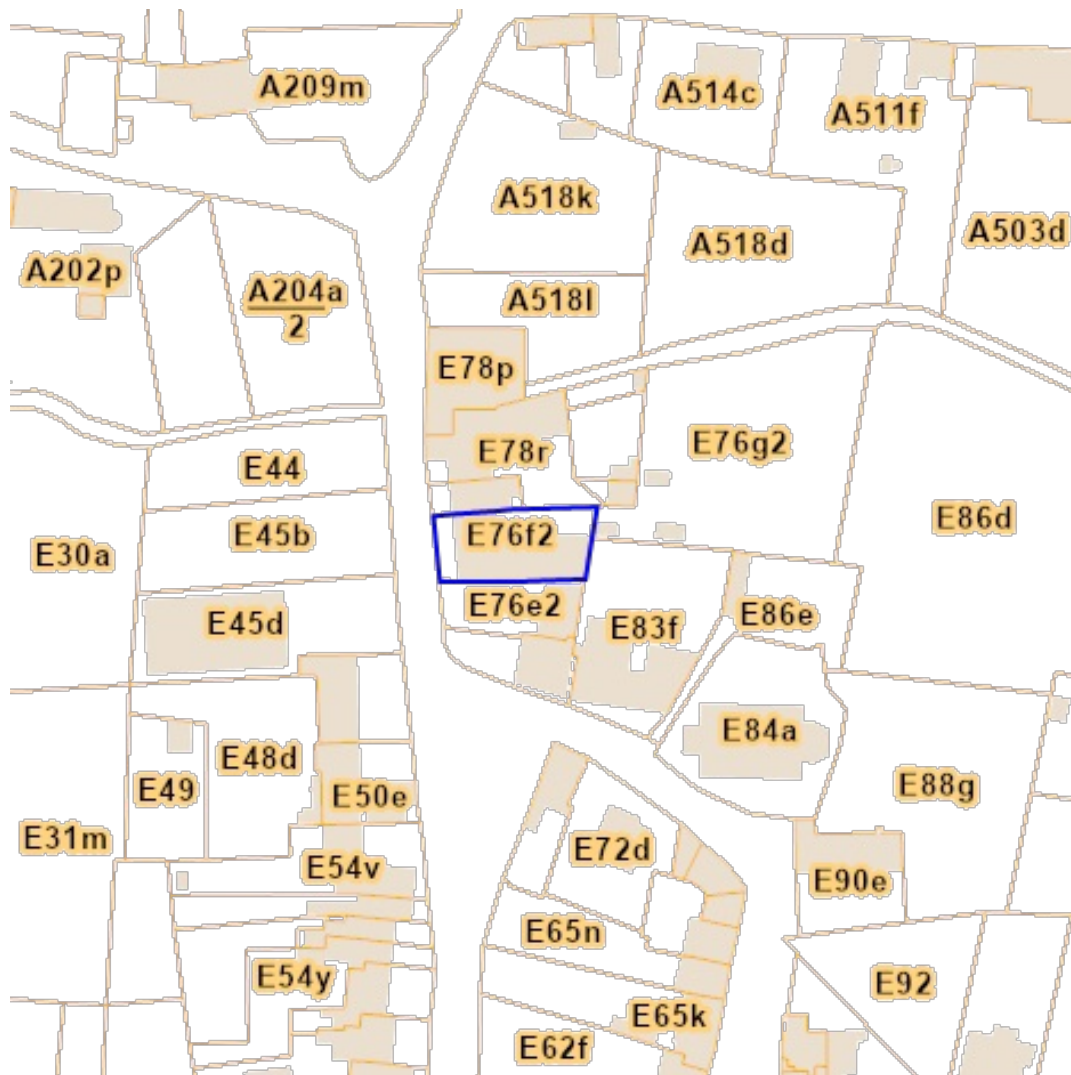 A209m
A514c
A511f
A518k
A518d
A503d
A202p
A204a
2
A518l
E78p
E78r
E76g2
E44
E45b
E76f2
E86d
E30a
E45d
E76e2
E83f
E86e
E48d
E84a
E49
E50e
E88g
E31m
E54v
E72d
E90e
E65n
E54y
E92
E65k
E62f